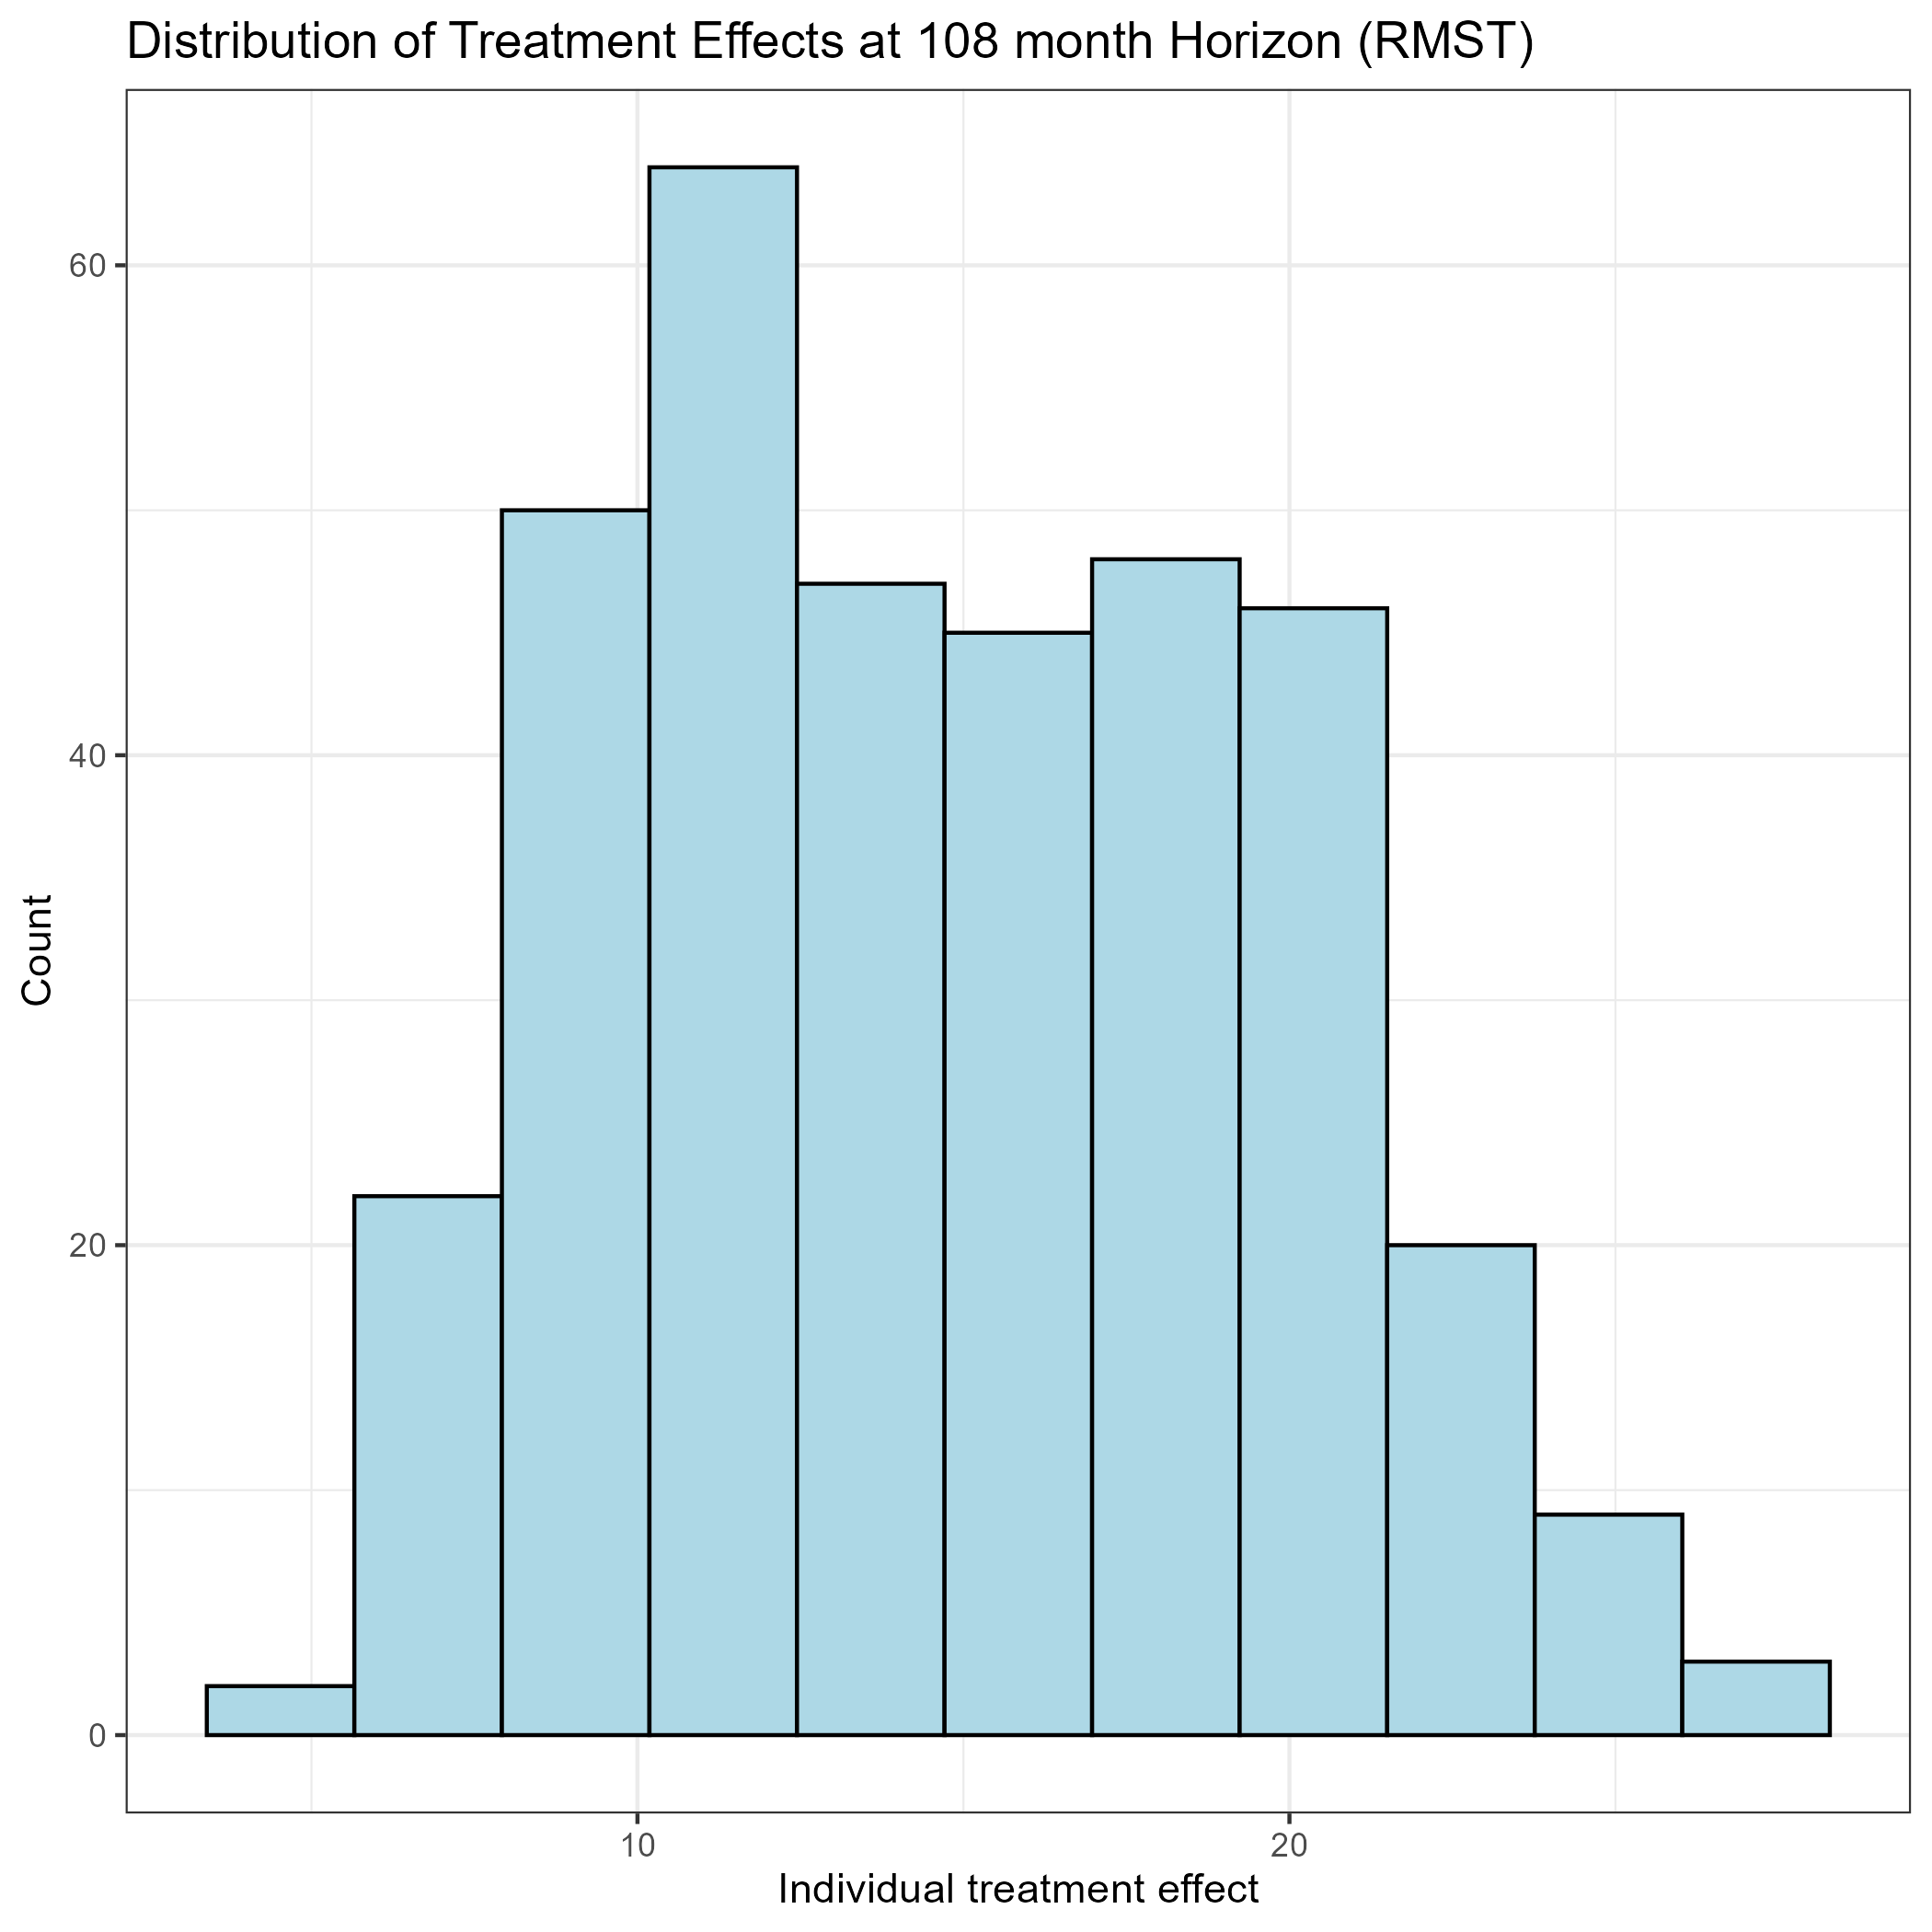 Distribution of Treatment Effects at 108 month Horizon (RMST)
60
40
20
0
Count
10
20
Individual treatment effect